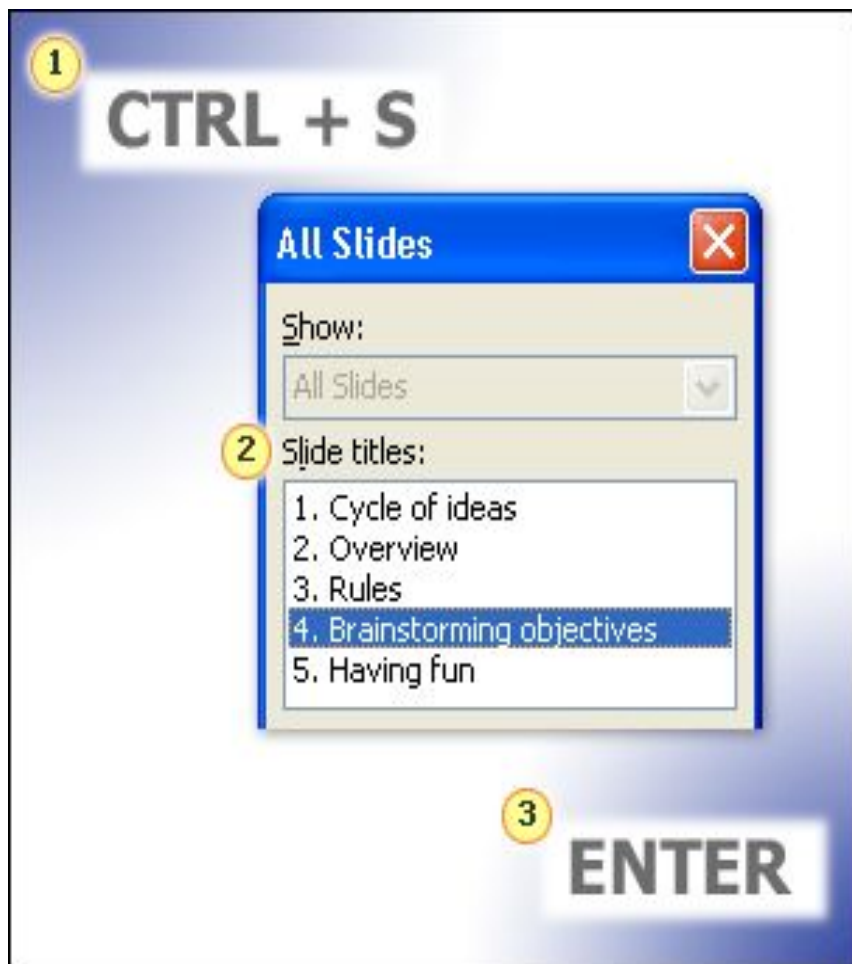 1
CTRL + S
All Slides
Show:
All Slides
2
Slide titles:
1. Cycle of ideas
2. Overview
3. Rules
4. Brainstorming objectives
5. Having fun
3
ENTER